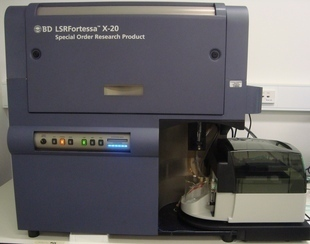 BD LSRFortessa™ X-20
Special Order Research Product